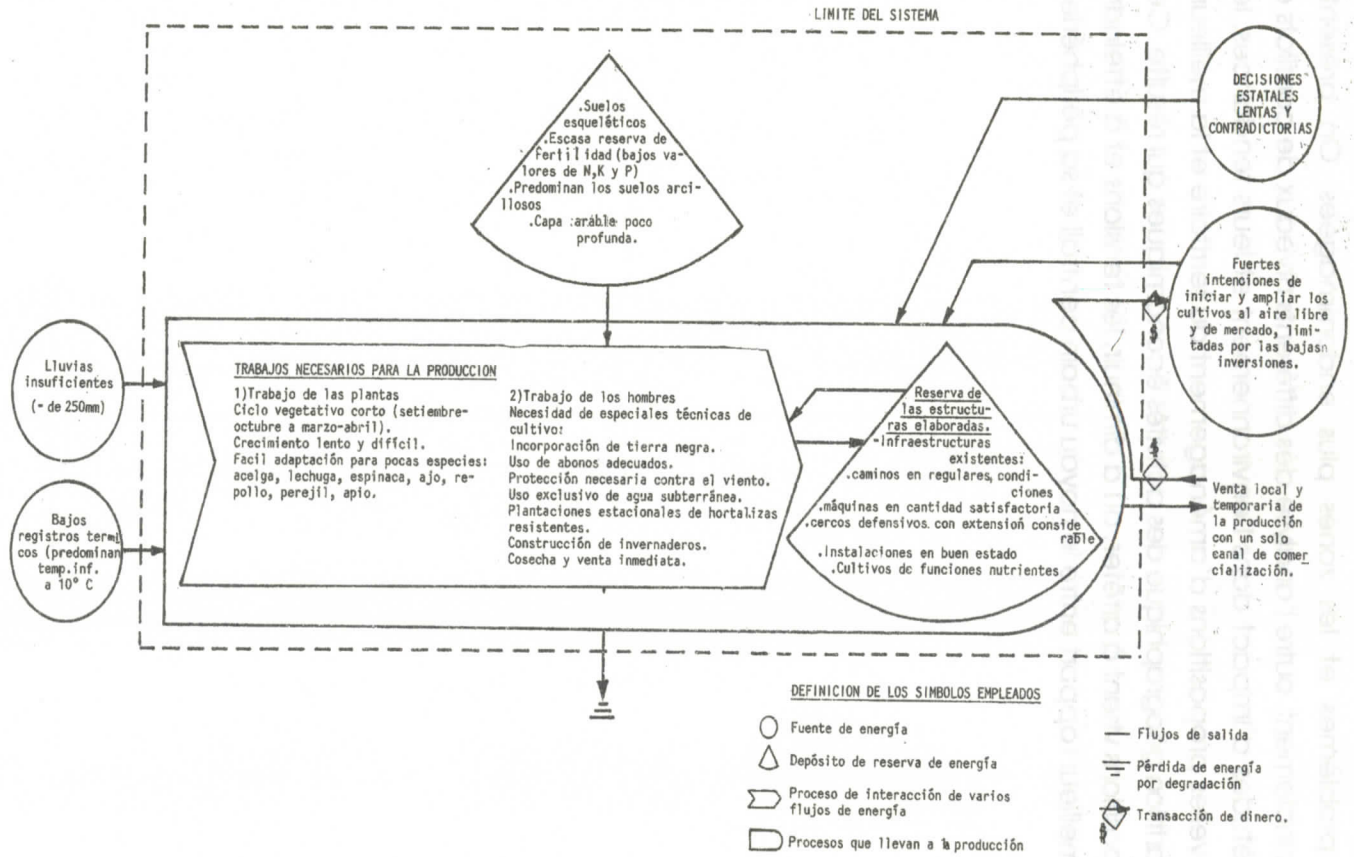 LIMITE DEL SISTEMA
DECISIONES
ESTATALES
LENTAS Y
CONTRADICTORIAS
.Suelos
esqueléticos
.Escasa reserva de
Fertilidad (bajos va-
lores de N,K y P)
.Predominan los suelos arci-
llosos
.Capa arable poco
profunda.
Fuertes
intenciones de
iniciar y ampliar los
cultivos al aire libre
y de mercado, limi-
tadas por las bajas
inversiones.
$
$
Lluvias
insuficientes
(- de 250mm)
Bajos
registros termi
cos (predominan
temp.inf.
a 10° C
TRABAJOS NECESARIOS PARA LA PRODUCCION
1)Trabajo de las plantas
Ciclo vegetativo corto (setiembre-
octubre a marzo-abril).
Crecimiento lento y difícil.
Facil adaptación para pocas especies:
acelga, lechuga, espinaca, ajo, re-
pollo, perejil, apio.
2)Trabajo de los hombres
Necesidad de especiales técnicas de
cultivo:
Incorporación de tierra negra.
Uso de abonos adecuados.
Protección necesaria contra el viento.
Uso exclusivo de agua subterránea.
Plantaciones estacionales de hortalizas
resistentes.
Construcción de invernaderos.
Cosecha y venta inmediata.
Reserva de
las estructu-
ras elaboradas.
-Infraestructuras
existentes:
.caminos en regulares, condi-
ciones
.máquinas en cantidad satisfactoria
.cercos defensivos. con extensión conside
rable
.Instalaciones en buen estado
.Cultivos de funciones nutrientes
Venta local y
temporaria de
la producción
con un solo
canal de comer
cialización.
DEFINICION DE LOS SIMBOLOS EMPLEADOS
Fuente de energía
Depósito de reserva de energía
Proceso de interacción de varios
flujos de energía
Procesos que llevan a la producción
Flujos de salida
Pérdida de energía
por degradación
Transacción de dinero.
$